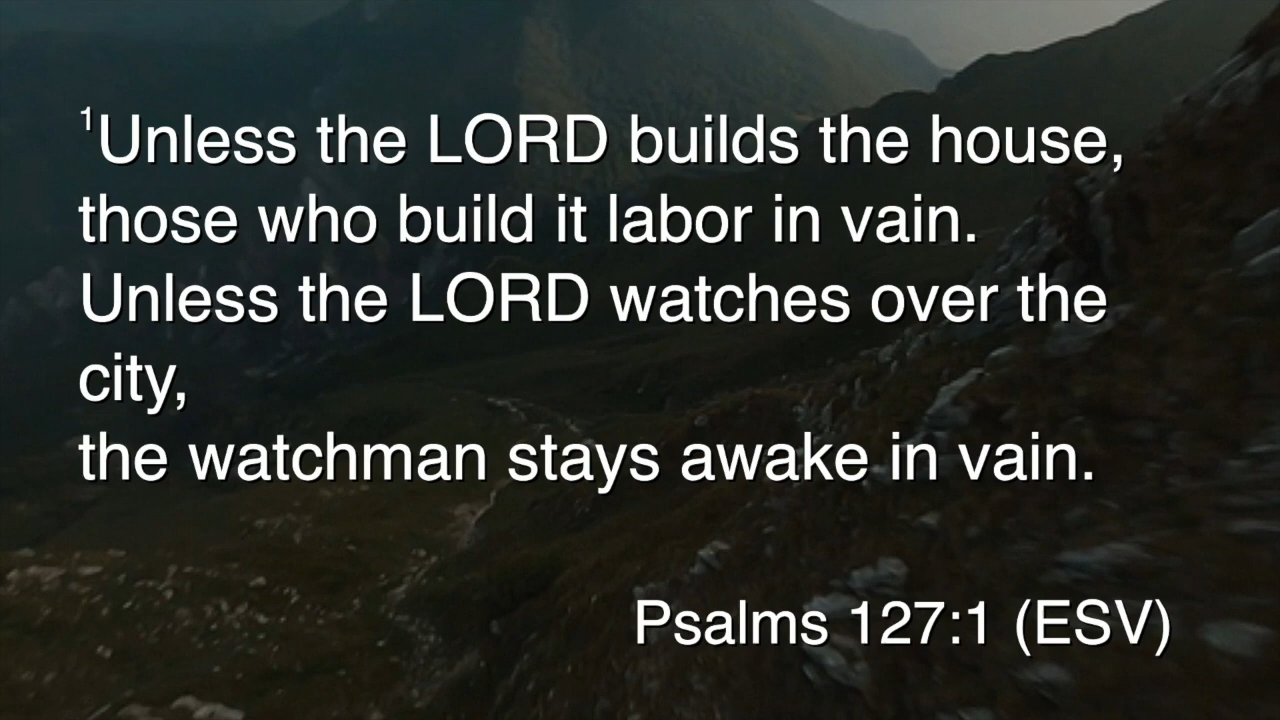 ¹Unless the LORD builds the house,
those who build it labor in vain.
Unless the LORD watches over the
city,
the watchman stays awake in vain.
Psalms 127:1 (ESV)